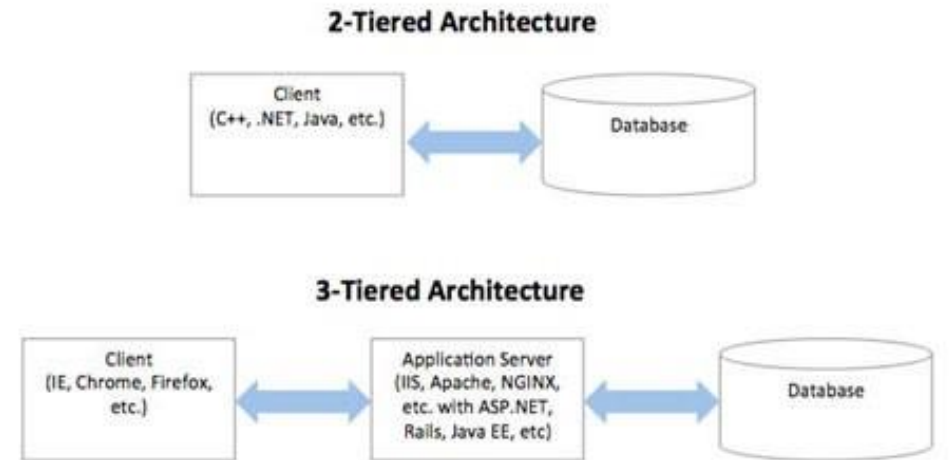 2-Tiered Architecture
Client
(C++, .NET, Java, etc.)
Database
3-Tiered Architecture
Client
(IE, Chrome, Firefox,
etc.)
Application Server
(IIS, Apache, NGINX,
etc. with ASP.NET,
Rails, Java EE, etc)
Database